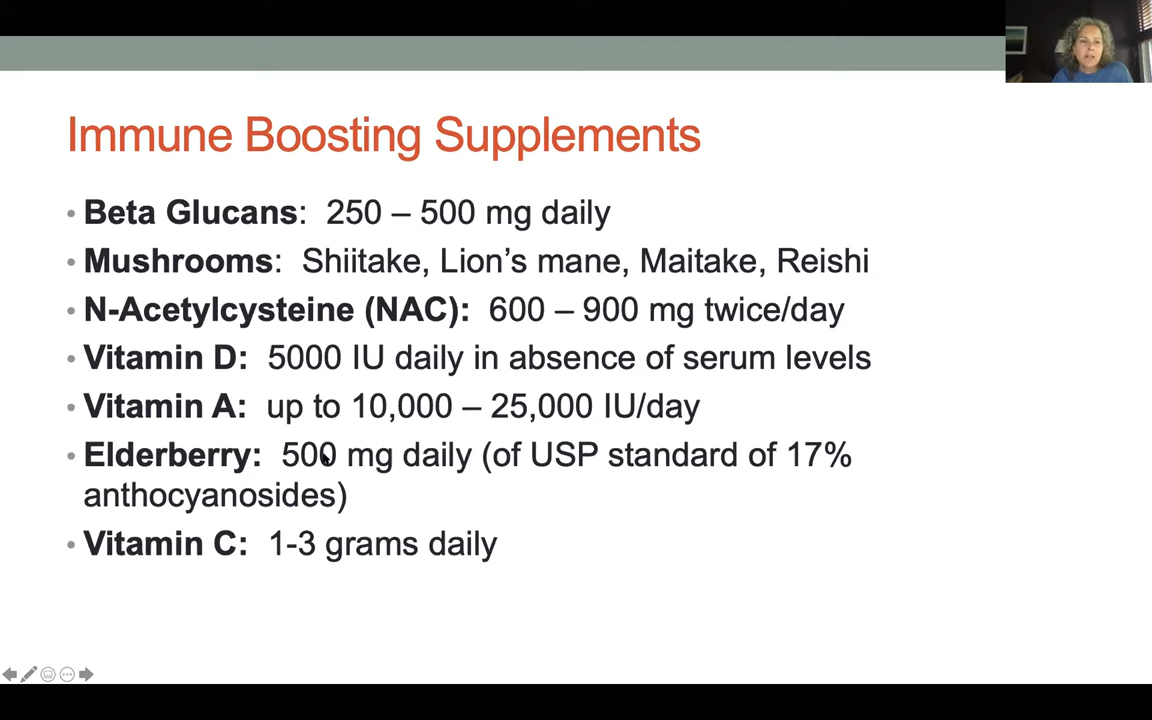 Immune Boosting Supplements
• Beta Glucans: 250 – 500 mg daily
• Mushrooms: Shiitake, Lion’s mane, Maitake, Reishi
• N-Acetylcysteine (NAC): 600 – 900 mg twice/day
• Vitamin D: 5000 IU daily in absence of serum levels
• Vitamin A: up to 10,000 – 25,000 IU/day
• Elderberry: 500 mg daily (of USP standard of 17%
anthocyanosides)
• Vitamin C: 1-3 grams daily